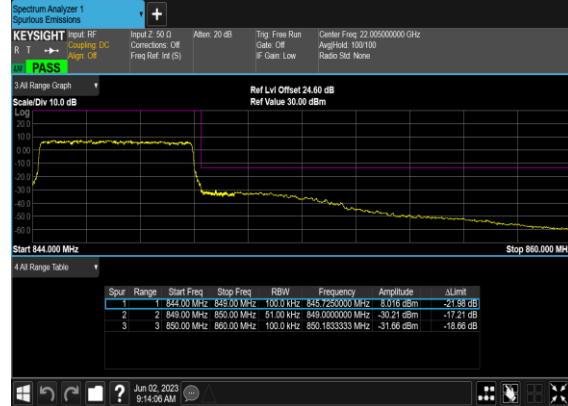 Spectrum Analyzer 1
Spurious Emissions
KEYSIGHT Input: RF Input Z: 50 Ω Atten: 20 dB Trig: Free Run Center Freq: 22.005000000 GHz
R T Coupling: DC Corrections: Off Gate: Off Avg|Hold: 100/100
Align: Off Freq Ref: Int (S) IF Gain: Low Radio Std: None
PASS
3 All Range Graph
Ref Lvl Offset 24.60 dB
Scale/Div 10.0 dB Ref Value 30.00 dBm
Log
20.0
10.0
0.00
-10.0
-20.0
-30.0
-40.0
-50.0
-60.0
Start 844.000 MHz Stop 860.000 MH
4 All Range Table
Spur Range Start Freq Stop Freq RBW Frequency Amplitude ΔLimit
1 1 844.00 MHz 849.00 MHz 100.0 kHz 845.7250000 MHz 8.016 dBm -21.98 dB
2 2 849.00 MHz 850.00 MHz 51.00 kHz 849.0000000 MHz -30.21 dBm -17.21 dB
3 3 850.00 MHz 860.00 MHz 100.0 kHz 850.1833333 MHz -31.66 dBm -18.66 dB
? Jun 02, 2023
9:14:06 AM